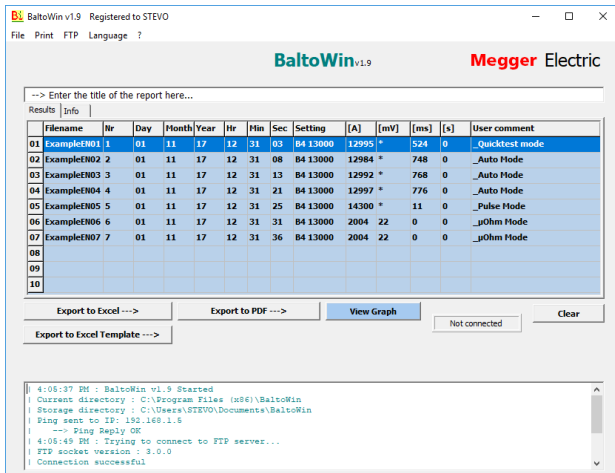 BaltoWin v1.9 Registered to STEVO
File Print FTP Language ?
BaltoWin v1.9 Megger Electric
--> Enter the title of the report here...
Results Info
Filename Nr Day Month Year Hr Min Sec Setting [A] [mV] [ms] [s] User comment
01 ExampleEN01 1 01 11 17 12 31 03 B4 13000 12995 * 524 0 _Quicktest mode
02 ExampleEN02 2 01 11 17 12 31 08 B4 13000 12984 * 748 0 _Auto Mode
03 ExampleEN03 3 01 11 17 12 31 13 B4 13000 12992 * 768 0 _Auto Mode
04 ExampleEN04 4 01 11 17 12 31 21 B4 13000 12997 * 776 0 _Auto Mode
05 ExampleEN05 5 01 11 17 12 31 25 B4 13000 14300 * 11 0 _Pulse Mode
06 ExampleEN06 6 01 11 17 12 31 31 B4 13000 2004 22 0 0 _µOhm Mode
07 ExampleEN07 7 01 11 17 12 31 36 B4 13000 2004 22 0 0 _µOhm Mode
08
09
10
Export to Excel ---> Export to PDF ---> View Graph Not connected Clear
Export to Excel Template --->
| 4:05:37 PM : BaltoWin v1.9 Started
| Current directory : C:\Program Files (x86)\BaltoWin
| Storage directory : C:\Users\STEVO\Documents\BaltoWin
| Ping sent to IP: 192.168.1.5
| --> Ping Reply OK
| 4:05:49 PM : Trying to connect to FTP server...
| FTP socket version : 3.0.0
| Connection successful